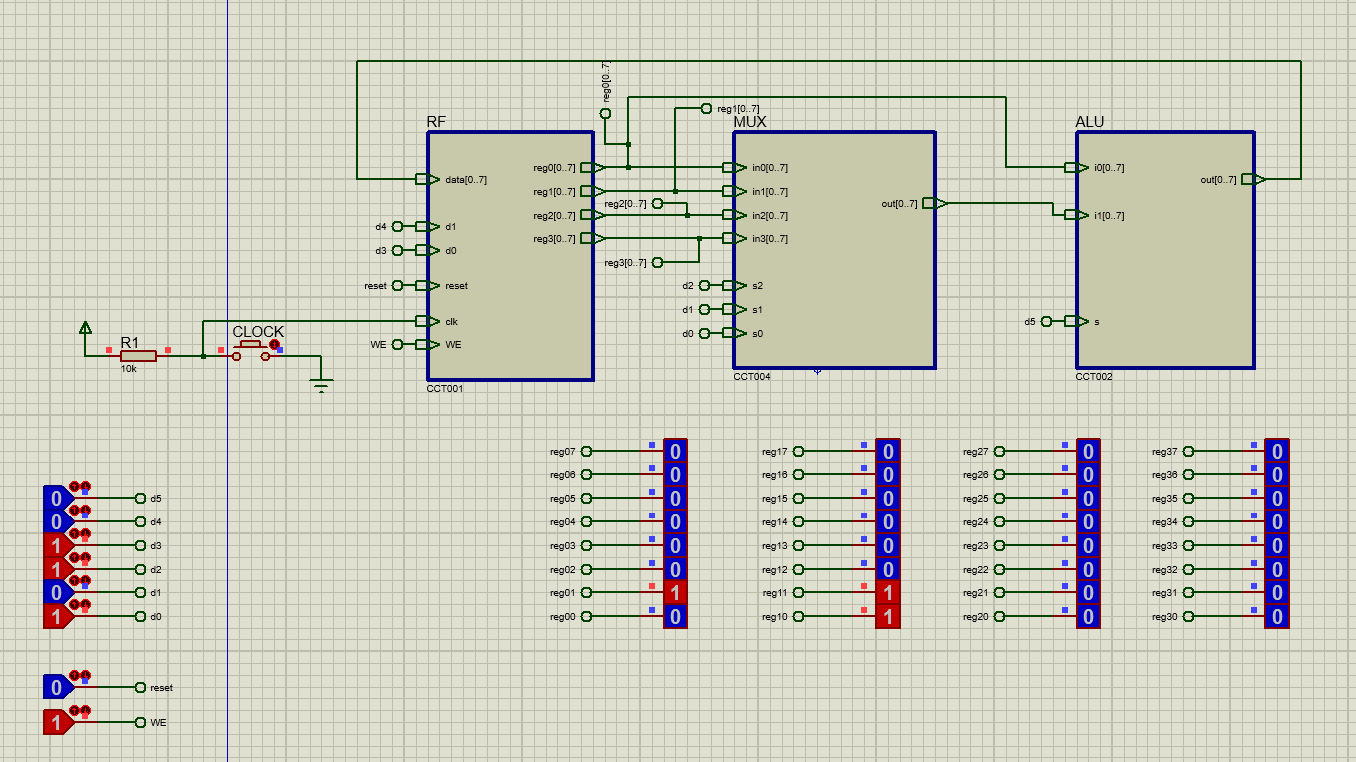 reg0[0..7]
reg1[0..7]
RF
MUX
ALU
data[0..7]
d4
d1
d3
d0
reset
reset
clk
WE
WE
reg0[0..7]
reg1[0..7]
reg2[0..7]
reg3[0..7]
reg2[0..7]
reg3[0..7]
CCT001
in0[0..7]
in1[0..7]
in2[0..7]
in3[0..7]
out[0..7]
d2
s2
d1
s1
d0
s0
CCT004
i0[0..7]
i1[0..7]
out[0..7]
d5
s
CCT002
R1
10k
CLOCK
0 d5
0 d4
1 d3
1 d2
0 d1
1 d0
0 reset
1 WE
reg07 0
reg06 0
reg05 0
reg04 0
reg03 0
reg02 0
reg01 1
reg00 0
reg17 0
reg16 0
reg15 0
reg14 0
reg13 0
reg12 0
reg11 1
reg10 1
reg27 0
reg26 0
reg25 0
reg24 0
reg23 0
reg22 0
reg21 0
reg20 0
reg37 0
reg36 0
reg35 0
reg34 0
reg33 0
reg32 0
reg31 0
reg30 0